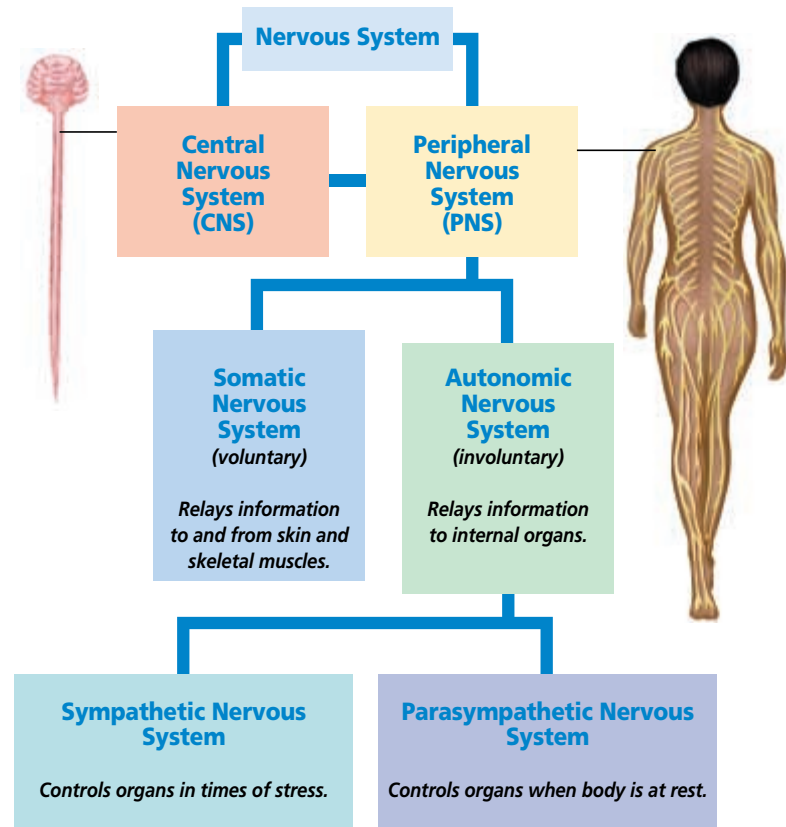 Nervous System
Central
Nervous
System
(CNS)
Peripheral
Nervous
System
(PNS)
Somatic
Nervous
System
(voluntary)
Relays information
to and from skin and
skeletal muscles.
Autonomic
Nervous
System
(involuntary)
Relays information
to internal organs.
Sympathetic Nervous
System
Controls organs in times of stress.
Parasympathetic Nervous
System
Controls organs when body is at rest.